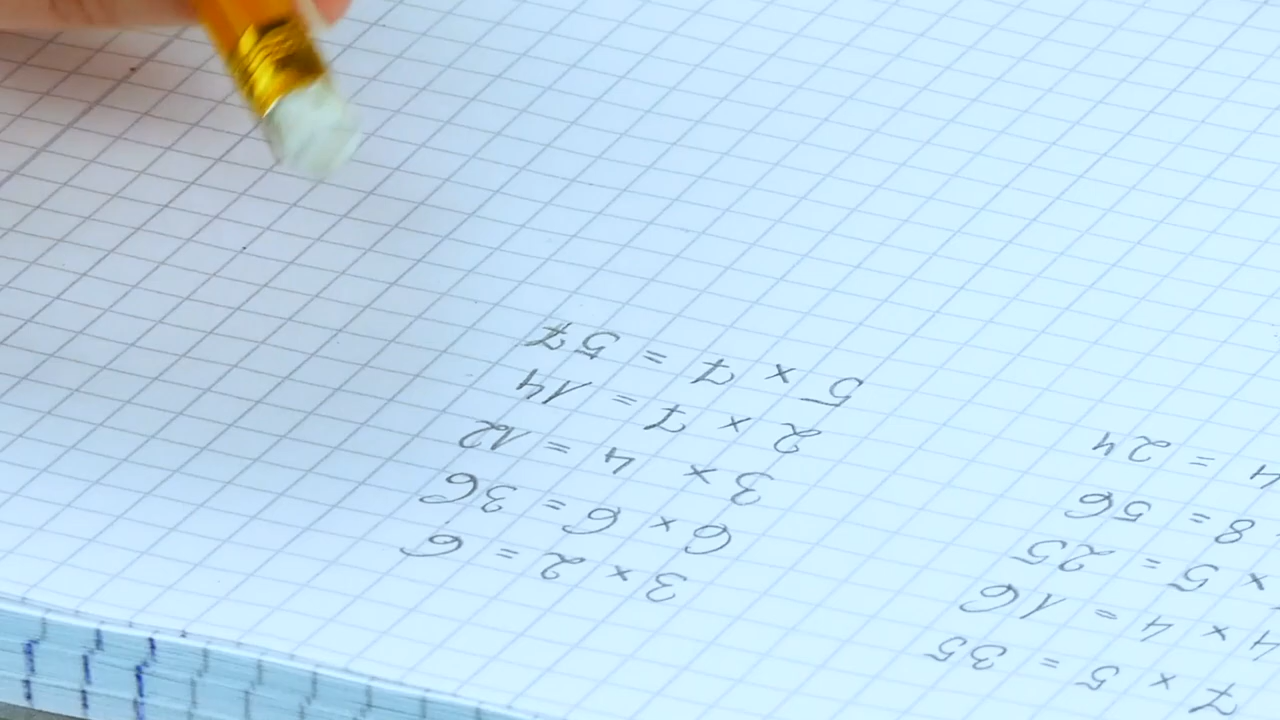 7 × 5 = 35
4 × 4 = 16
× 5 = 25
8 = 56
4 = 24
3 × 2 = 6
6 × 6 = 36
3 × 4 = 12
2 × 7 = 14
5 × 7 = 57